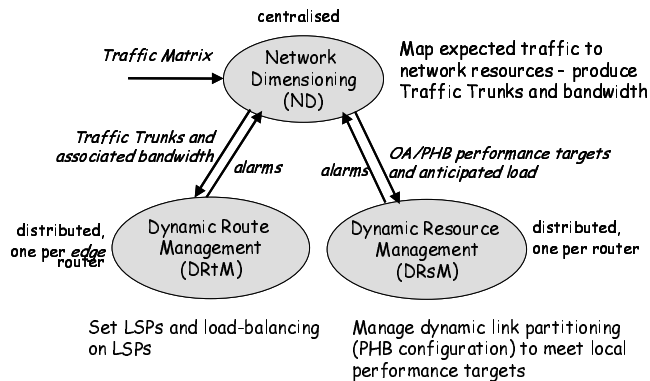 centralised
Traffic Matrix
Network
Dimensioning
(ND)
Map expected traffic to
network resources - produce
Traffic Trunks and bandwidth
Traffic Trunks and
associated bandwidth
alarms
alarms
OA/PHB performance targets
and anticipated load
distributed,
one per edge
router
Dynamic Route
Management
(DRtM)
Dynamic Resource
Management
(DRsM)
distributed,
one per router
Set LSPs and load-balancing
on LSPs
Manage dynamic link partitioning
(PHB configuration) to meet local
performance targets